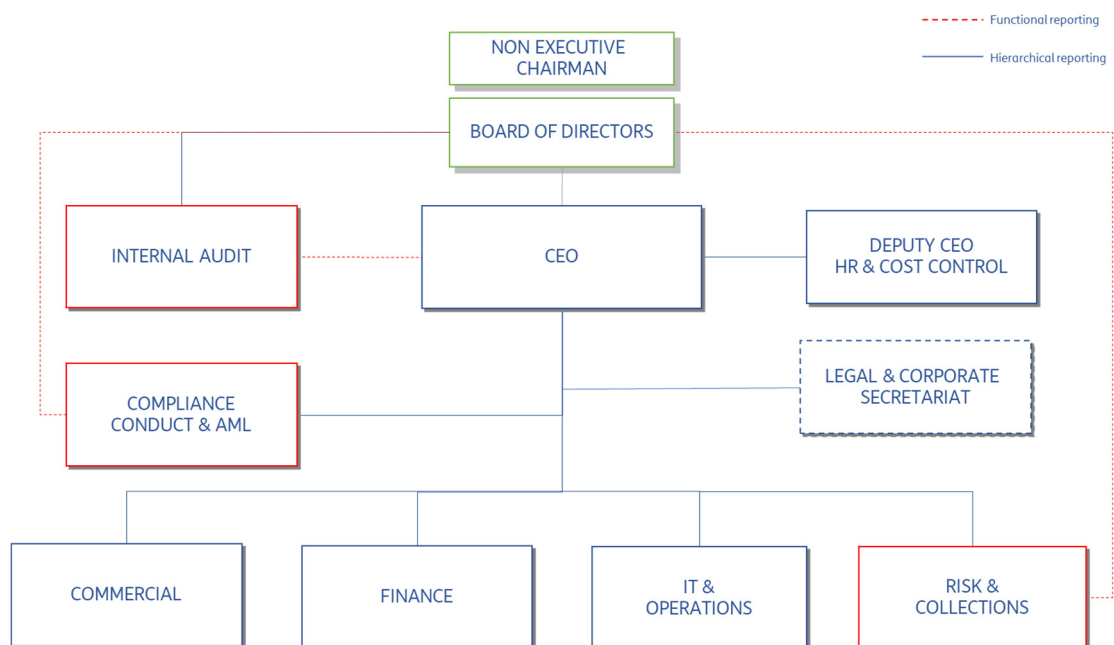 Functional reporting
Hierarchical reporting
NON EXECUTIVE
CHAIRMAN
BOARD OF DIRECTORS
INTERNAL AUDIT
CEO
DEPUTY CEO
HR & COST CONTROL
COMPLIANCE
CONDUCT & AML
LEGAL & CORPORATE
SECRETARIAT
COMMERCIAL
FINANCE
IT &
OPERATIONS
RISK &
COLLECTIONS